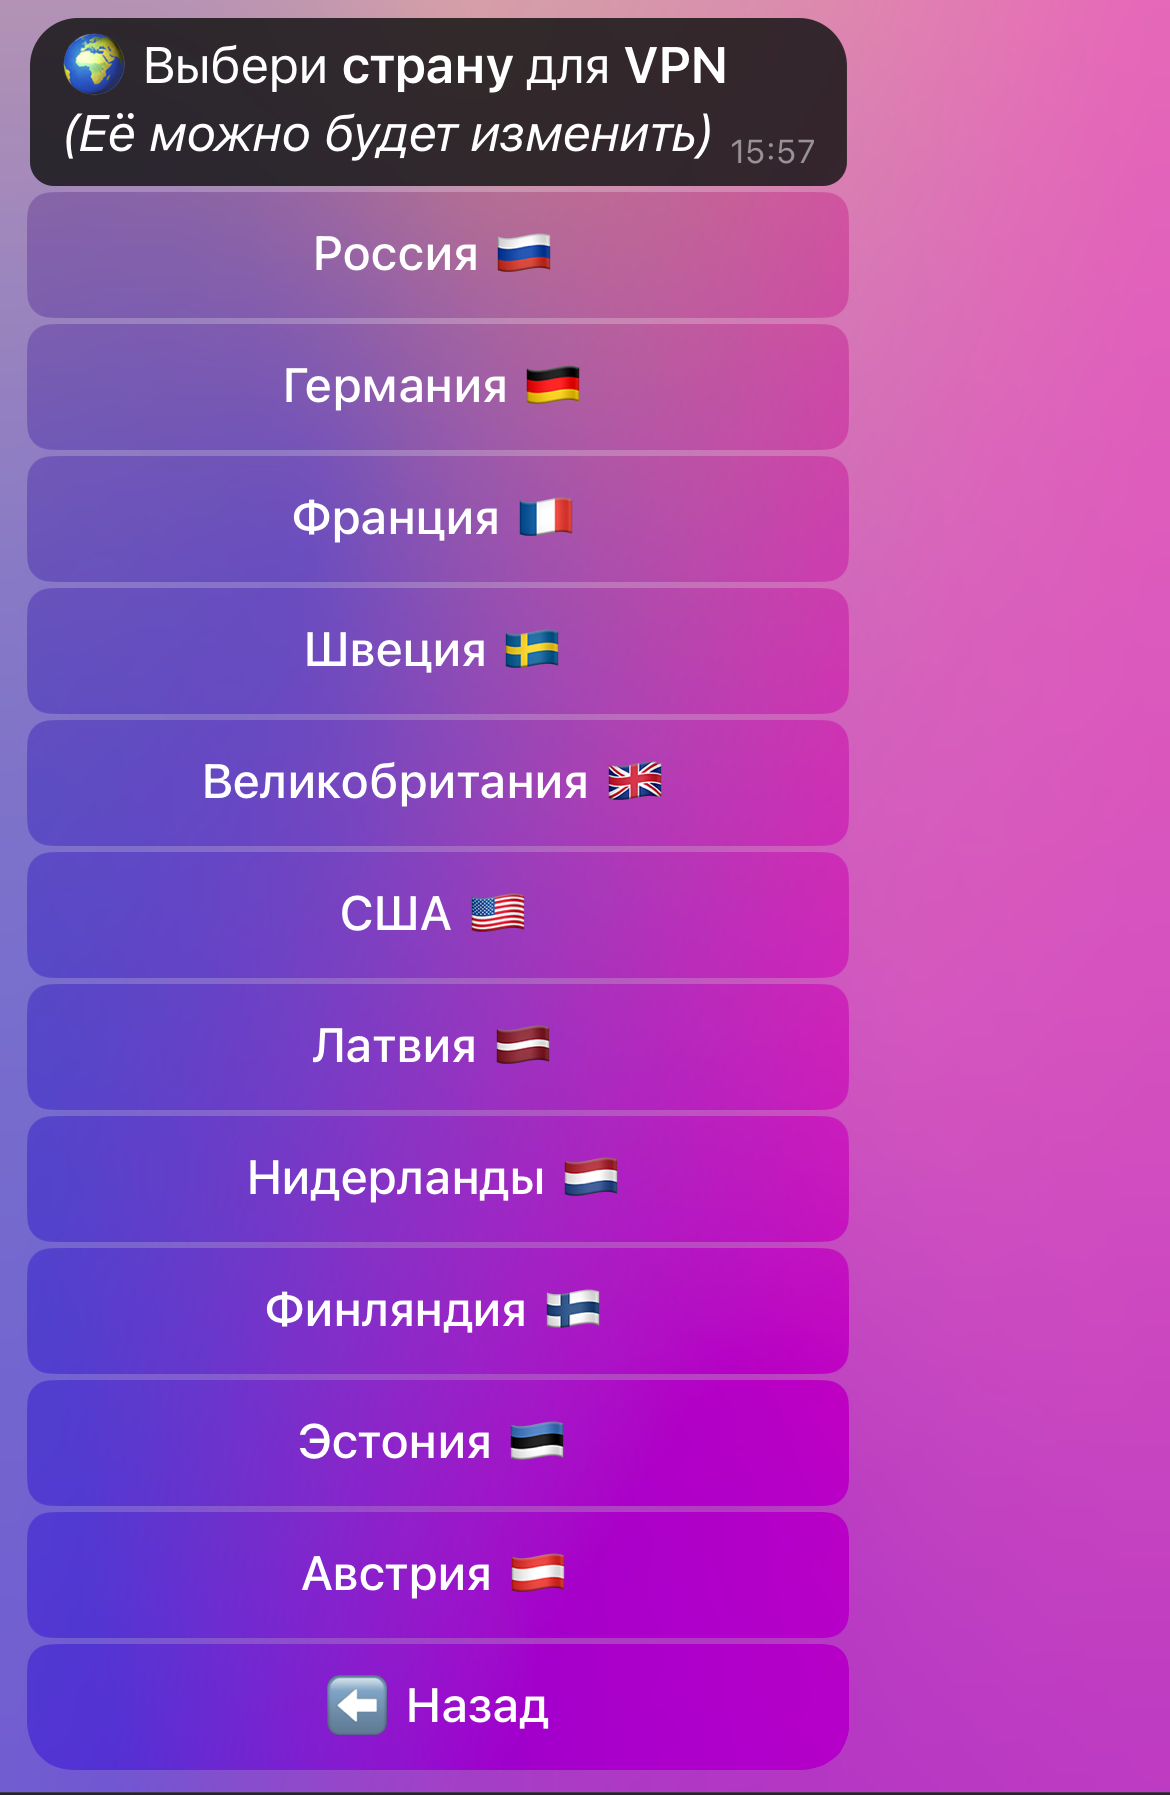 🌍 Выбери страну для VPN
(Её можно будет изменить) 15:57
Россия 🇷🇺
Германия 🇩🇪
Франция 🇫🇷
Швеция 🇸🇪
Великобритания 🇬🇧
США 🇺🇸
Латвия 🇱🇻
Нидерланды 🇳🇱
Финляндия 🇫🇮
Эстония 🇪🇪
Австрия 🇦🇹
⬅️ Назад